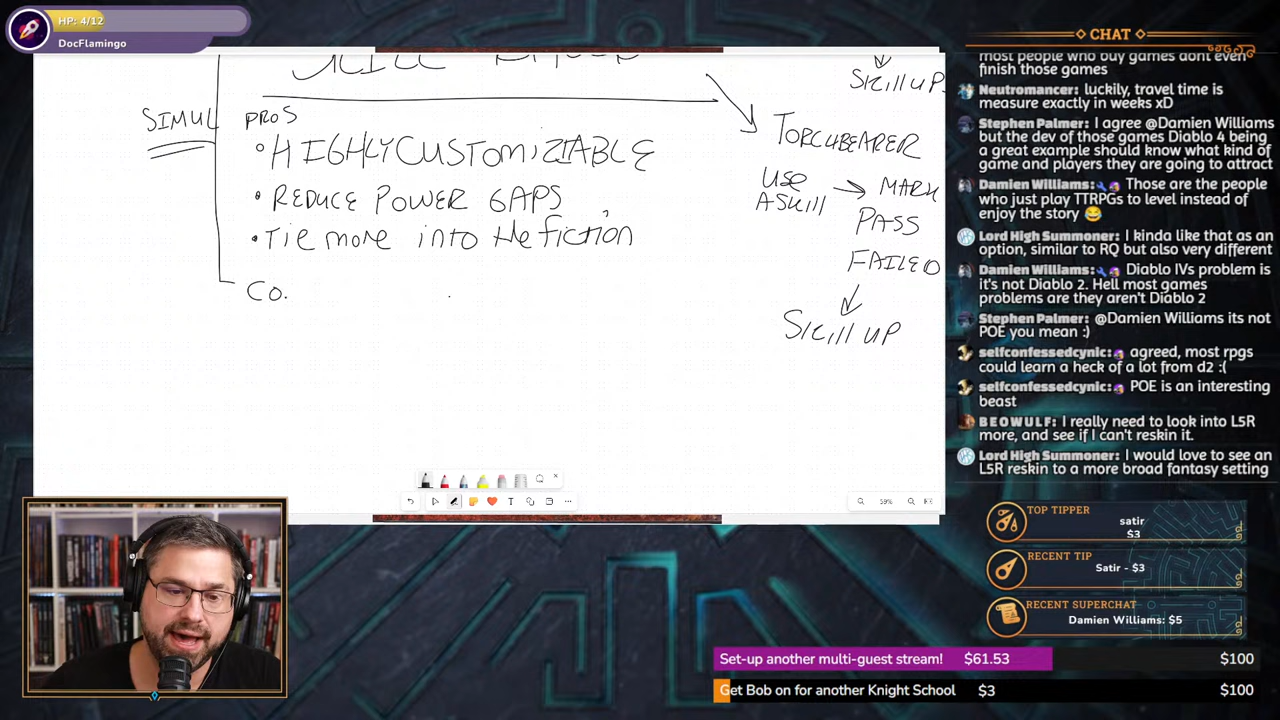 HP: 4/12
DocFlamingo
SKILL BASED
SIMUL
PROS
• HIGHLY CUSTOMIZIABLE
• REDUCE POWER GAPS
• Tie more into the fiction
CO.
Skill UP
TORCHBEARER
USE
A Skill
MARK
PASS
FAILED
Skill UP
59%
CHAT
most people who buy games dont even
finish those games
Neutromancer: luckily, travel time is
measure exactly in weeks xD
Stephen Palmer: I agree @Damien Williams
but the dev of those games Diablo 4 being
a great example should know what kind of
game and players they are going to attract
Damien Williams: Those are the people
who just play TTRPGs to level instead of
enjoy the story 😂
Lord High Summoner: I kinda like that as an
option, similar to RQ but also very different
Damien Williams: Diablo IVs problem is
it's not Diablo 2. Hell most games
problems are they aren't Diablo 2
Stephen Palmer: @Damien Williams its not
POE you mean :)
selfconfessedcynic: agreed, most rpgs
could learn a heck of a lot from d2 :(
selfconfessedcynic: POE is an interesting
beast
BEOWULF: I really need to look into L5R
more, and see if I can't reskin it.
Lord High Summoner: I would love to see an
L5R reskin to a more broad fantasy setting
TOP TIPPER
satir
$3
RECENT TIP
Satir - $3
RECENT SUPERCHAT
Damien Williams: $5
Set-up another multi-guest stream! $61.53 $100
Get Bob on for another Knight School $3 $100